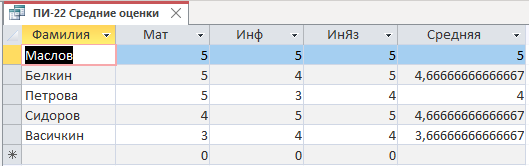 ПИ-22 Средние оценки
Фамилия Мат Инф ИнЯз Средняя
Маслов 5 5 5 5
Белкин 5 4 5 4,66666666666667
Петрова 5 3 4 4
Сидоров 4 5 5 4,66666666666667
Васичкин 3 4 4 3,66666666666667
* 0 0 0